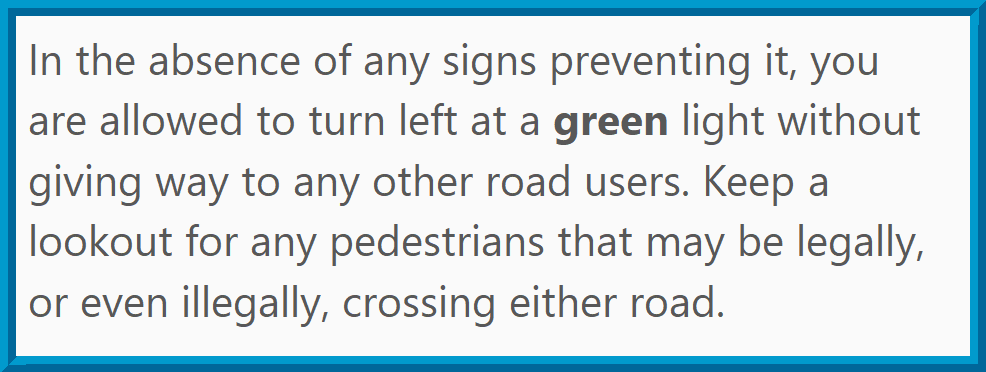 In the absence of any signs preventing it, you
are allowed to turn left at a green light without
giving way to any other road users. Keep a
lookout for any pedestrians that may be legally,
or even illegally, crossing either road.